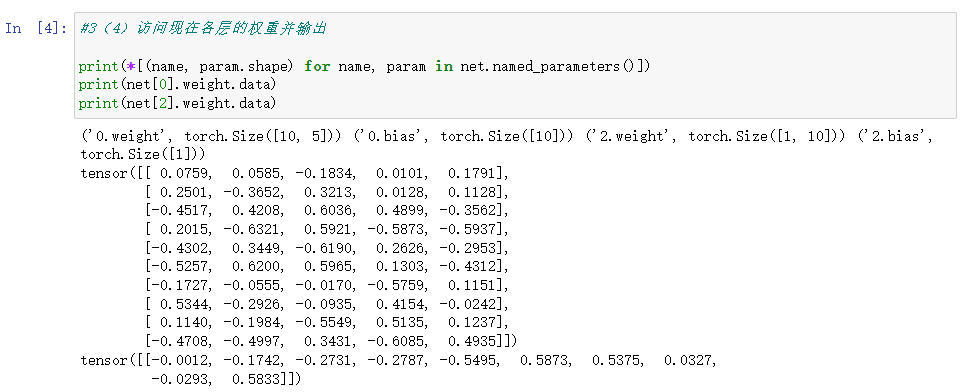 In [4]: #3（4）访问现在各层的权重并输出
print(*[(name, param.shape) for name, param in net.named_parameters()])
print(net[0].weight.data)
print(net[2].weight.data)
('0.weight', torch.Size([10, 5])) ('0.bias', torch.Size([10])) ('2.weight', torch.Size([1, 10])) ('2.bias',
torch.Size([1]))
tensor([[ 0.0759,  0.0585, -0.1834,  0.0101,  0.1791],
        [ 0.2501, -0.3652,  0.3213,  0.0128,  0.1128],
        [-0.4517,  0.4208,  0.6036,  0.4899, -0.3562],
        [ 0.2015, -0.6321,  0.5921, -0.5873, -0.5937],
        [-0.4302,  0.3449, -0.6190,  0.2626, -0.2953],
        [-0.5257,  0.6200,  0.5965,  0.1303, -0.4312],
        [-0.1727, -0.0555, -0.0170, -0.5759,  0.1151],
        [ 0.5344, -0.2926, -0.0935,  0.4154, -0.0242],
        [ 0.1140, -0.1984, -0.5549,  0.5135,  0.1237],
        [-0.4708, -0.4997,  0.3431, -0.6085,  0.4935]])
tensor([[-0.0012, -0.1742, -0.2731, -0.2787, -0.5495,  0.5873,  0.5375,  0.0327,
         -0.0293,  0.5833]])